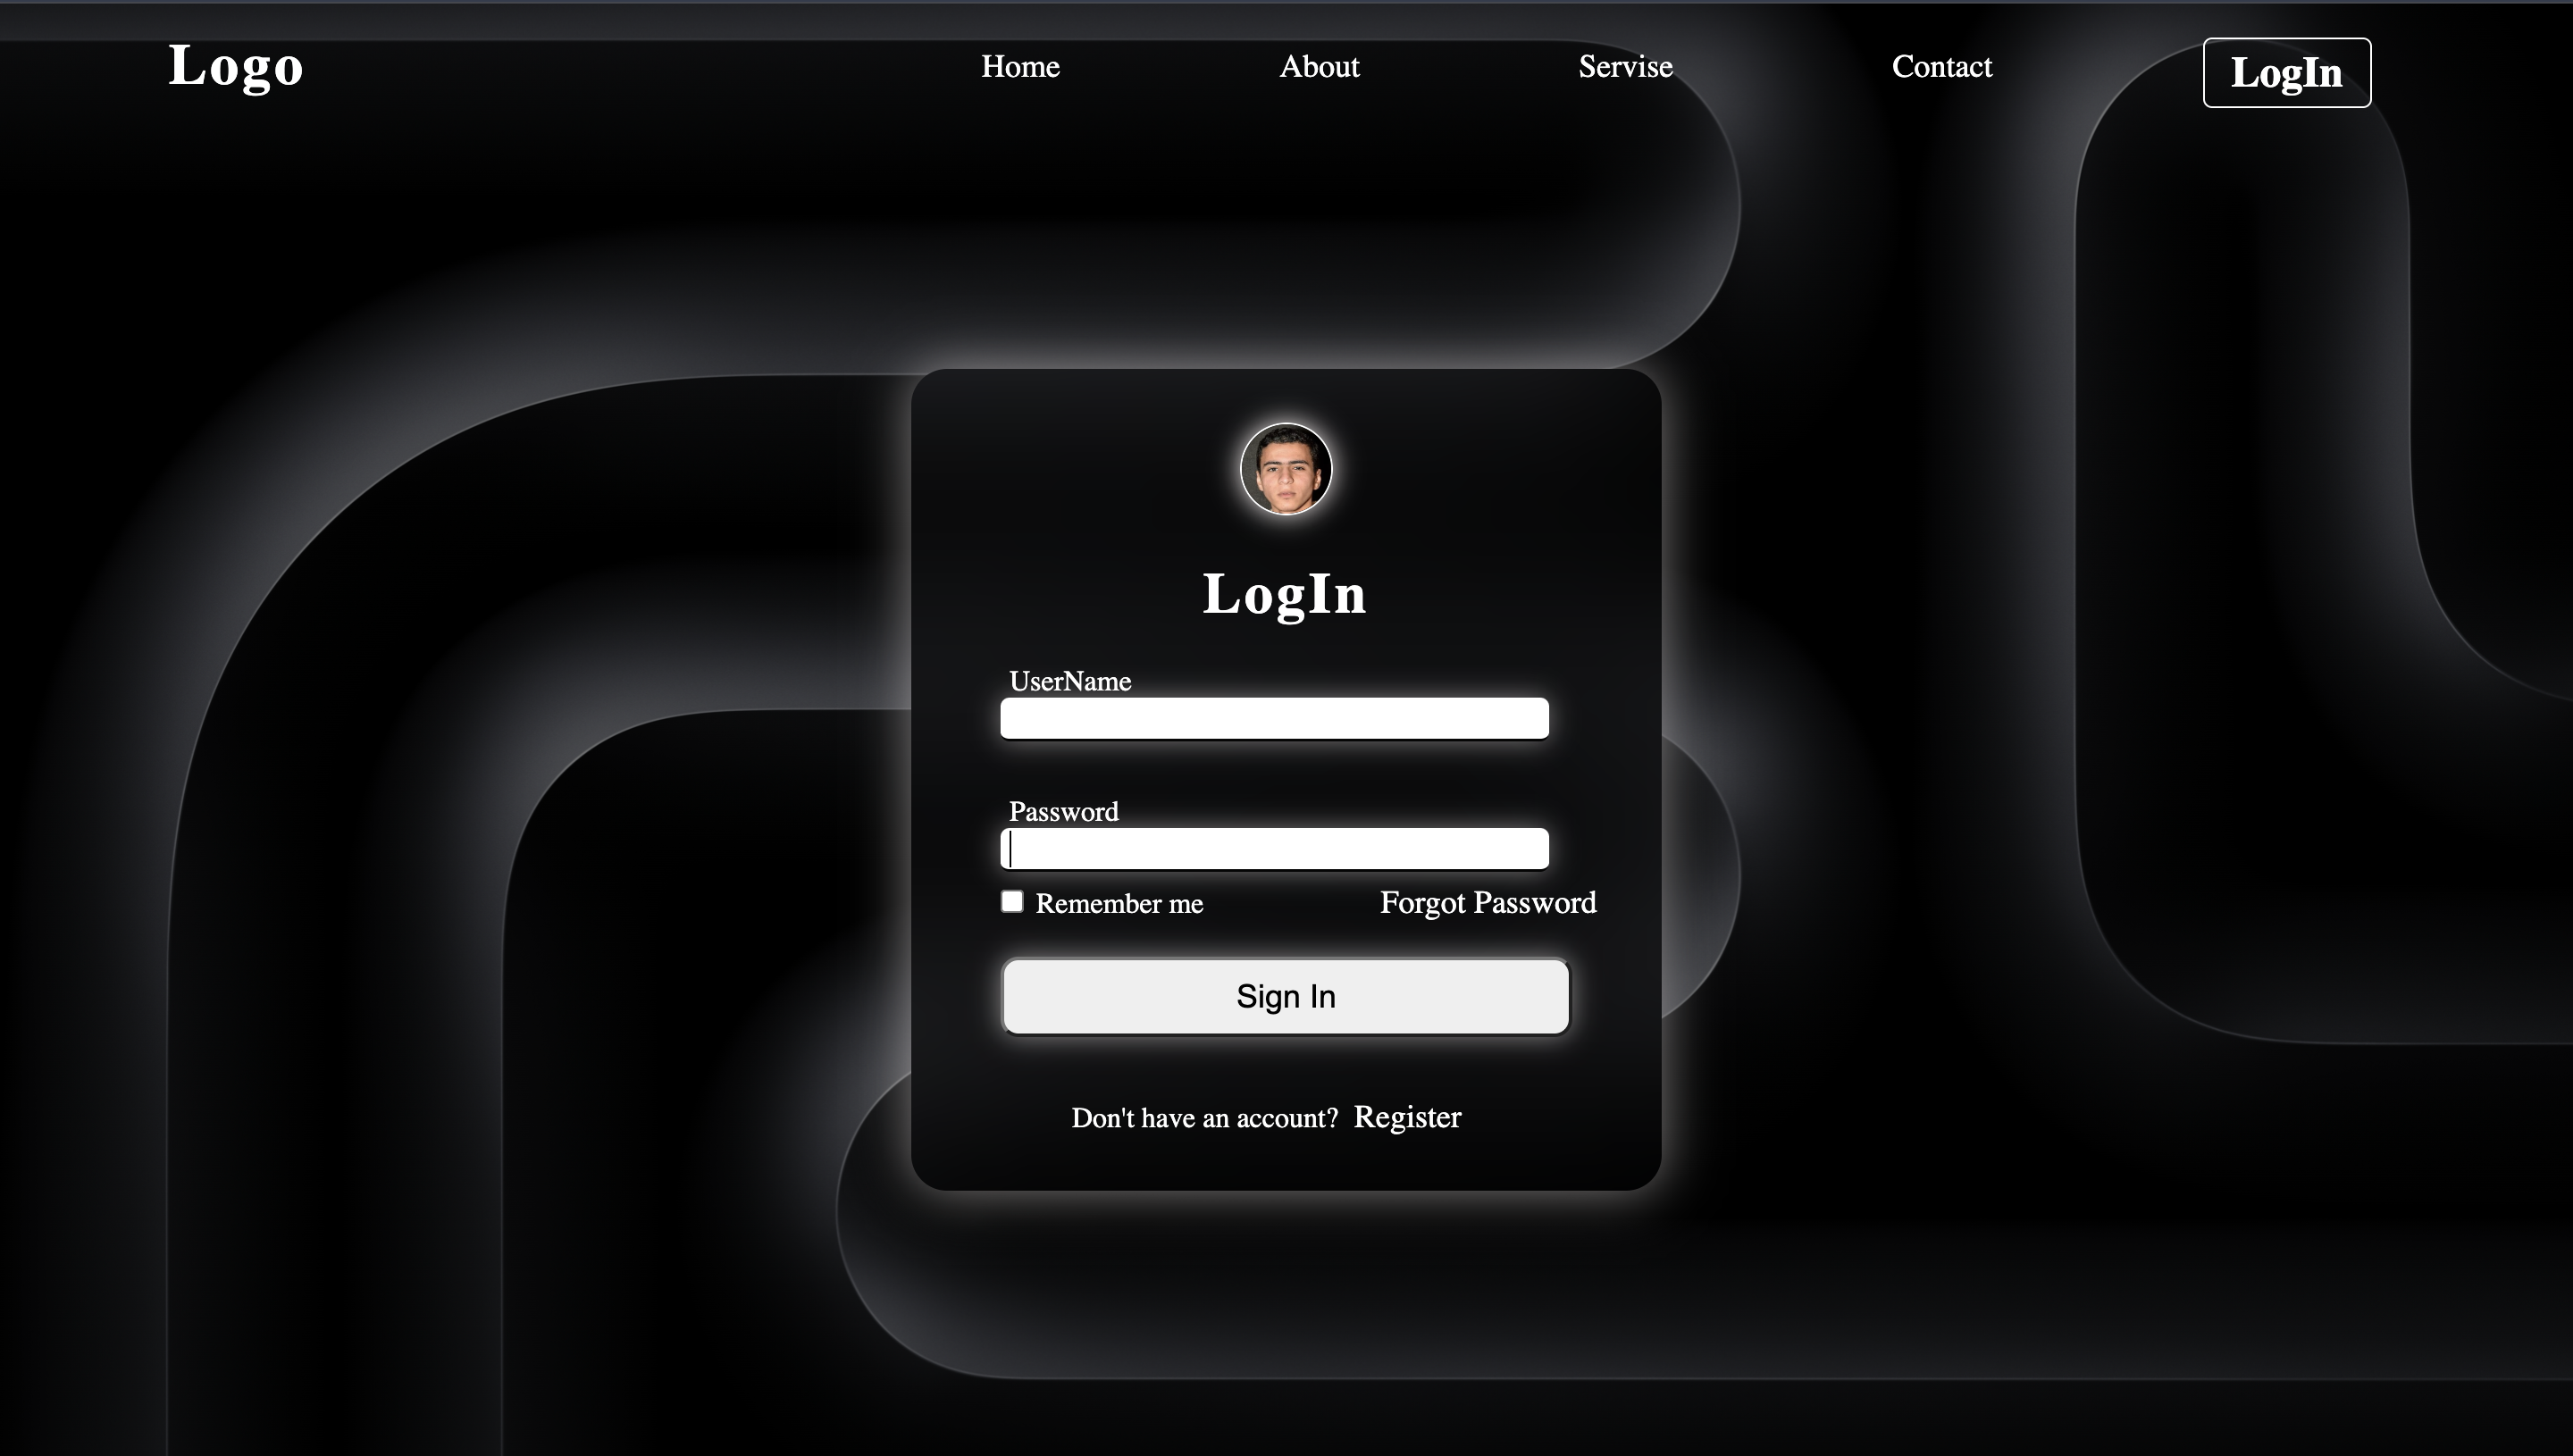 Logo Home About Servise Contact LogIn
LogIn
UserName
Password
Remember me Forgot Password
Sign In
Don't have an account? Register